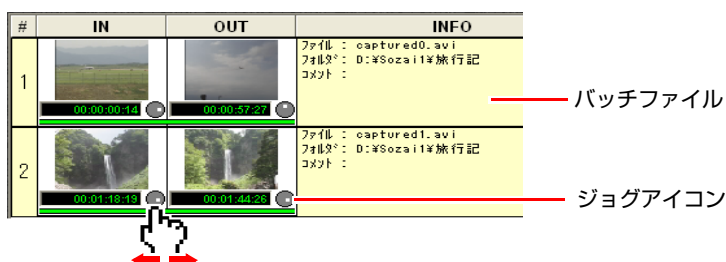 # IN OUT INFO
1
00:00:00:14 00:00:57:27
ﾌｧｲﾙ : captured0.avi
ﾌｫﾙﾀﾞ : D:¥Sozai1¥旅行記
ｺﾒﾝﾄ :
バッチファイル
2
00:01:18:19 00:01:44:26
ﾌｧｲﾙ : captured1.avi
ﾌｫﾙﾀﾞ : D:¥Sozai1¥旅行記
ｺﾒﾝﾄ :
ジョグアイコン